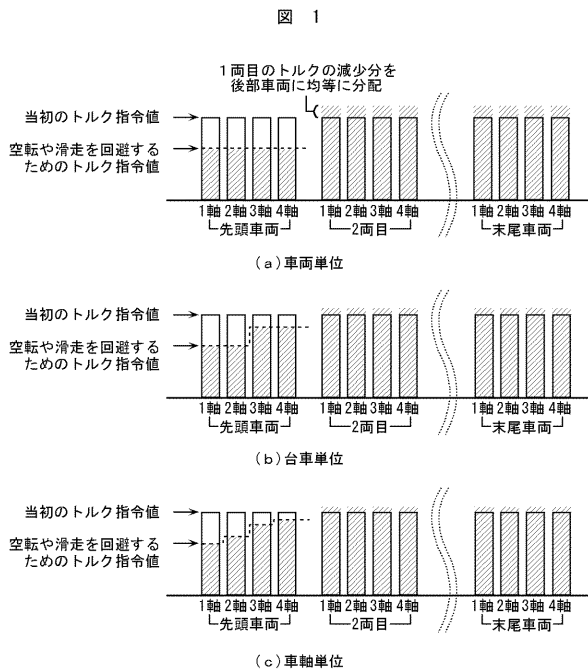 図 1
1両目のトルクの減少分を
後部車両に均等に分配
当初のトルク指令値
空転や滑走を回避する
ためのトルク指令値
1軸 2軸 3軸 4軸 1軸 2軸 3軸 4軸 1軸 2軸 3軸 4軸
先頭車両 2両目 末尾車両
(a)車両単位
当初のトルク指令値
空転や滑走を回避する
ためのトルク指令値
1軸 2軸 3軸 4軸 1軸 2軸 3軸 4軸 1軸 2軸 3軸 4軸
先頭車両 2両目 末尾車両
(b)台車単位
当初のトルク指令値
空転や滑走を回避する
ためのトルク指令値
1軸 2軸 3軸 4軸 1軸 2軸 3軸 4軸 1軸 2軸 3軸 4軸
先頭車両 2両目 末尾車両
(c)車軸単位